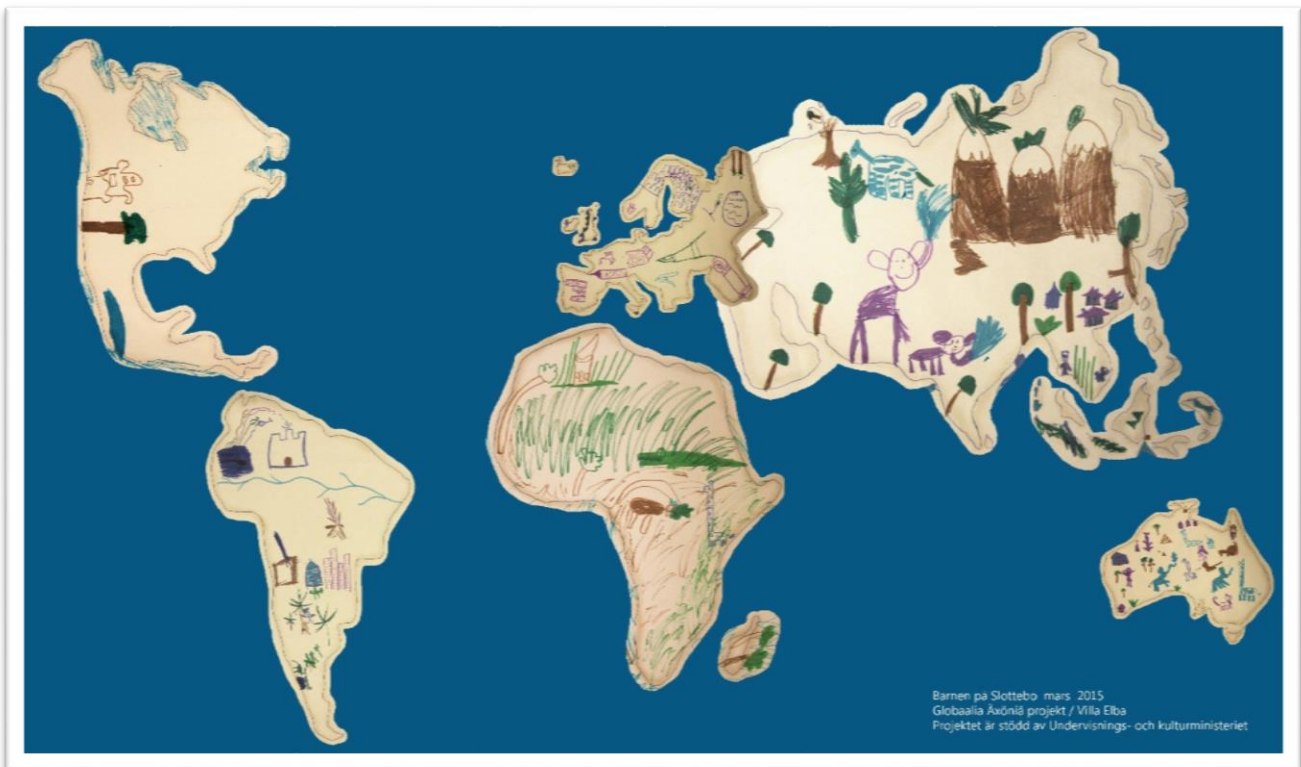 Barnen på Slottebo mars 2015
Globaalia Äxöniä projekt / Villa Elba
Projektet är stödd av Undervisnings- och kulturministeriet